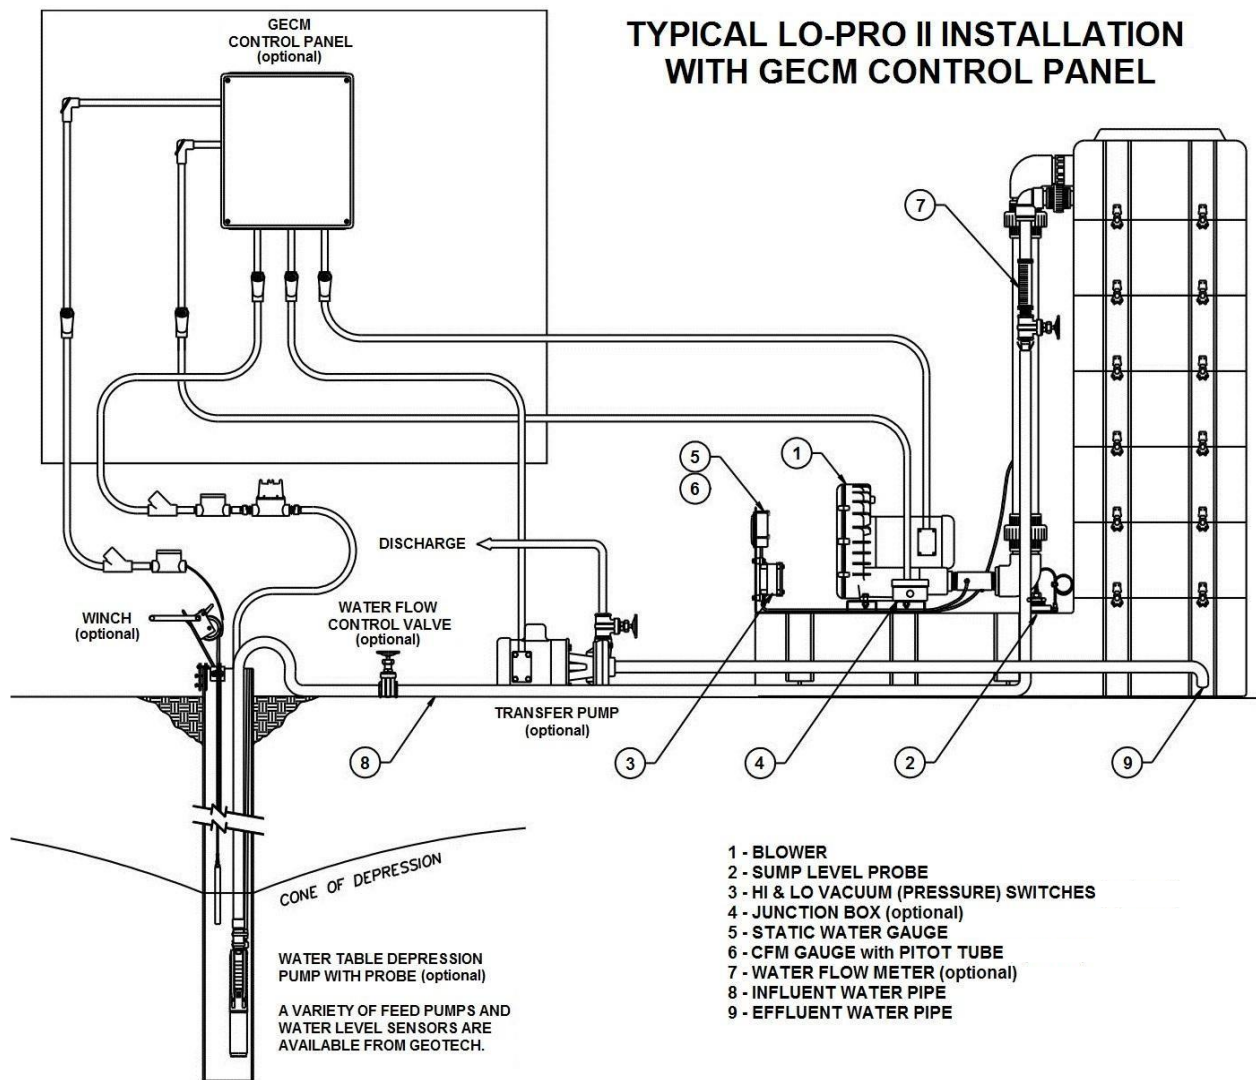 TYPICAL LO-PRO II INSTALLATION
WITH GECM CONTROL PANEL
GECM
CONTROL PANEL
(optional)
7
5
6
1
DISCHARGE
WINCH
(optional)
WATER FLOW
CONTROL VALVE
(optional)
TRANSFER PUMP
(optional)
8
3
4
2
9
CONE OF DEPRESSION
WATER TABLE DEPRESSION
PUMP WITH PROBE (optional)
A VARIETY OF FEED PUMPS AND
WATER LEVEL SENSORS ARE
AVAILABLE FROM GEOTECH.
1 - BLOWER
2 - SUMP LEVEL PROBE
3 - HI & LO VACUUM (PRESSURE) SWITCHES
4 - JUNCTION BOX (optional)
5 - STATIC WATER GAUGE
6 - CFM GAUGE with PITOT TUBE
7 - WATER FLOW METER (optional)
8 - INFLUENT WATER PIPE
9 - EFFLUENT WATER PIPE